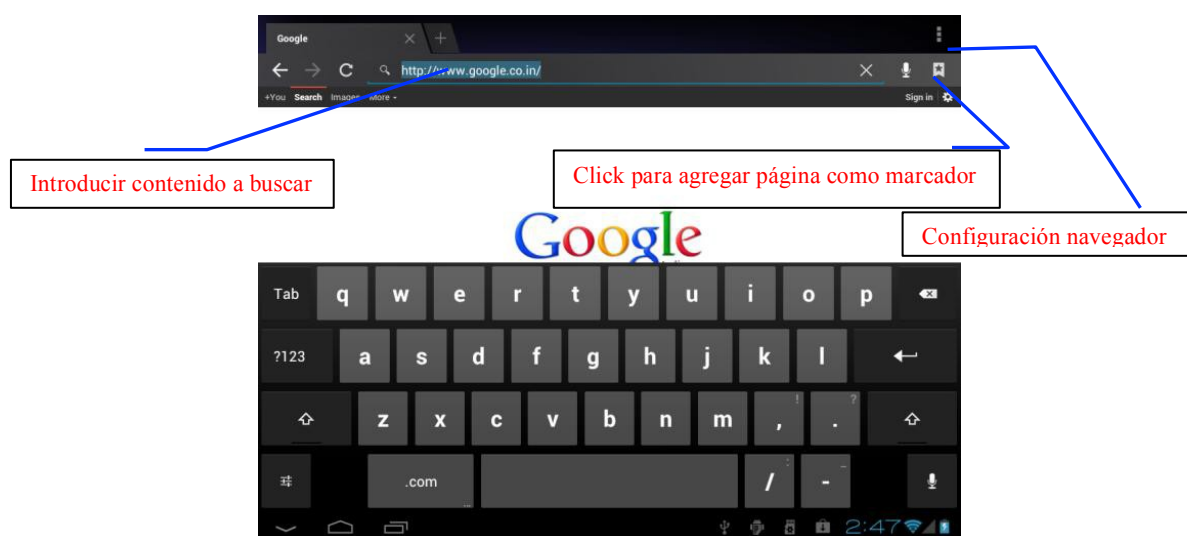 Google
http://www.google.co.in/
+You Search Images More
Sign in
Introducir contenido a buscar
Click para agregar página como marcador
Configuración navegador
Google
Tab q w e r t y u i o p
?123 a s d f g h j k l
z x c v b n m , ! . ?
.com / : - _
...
2:47